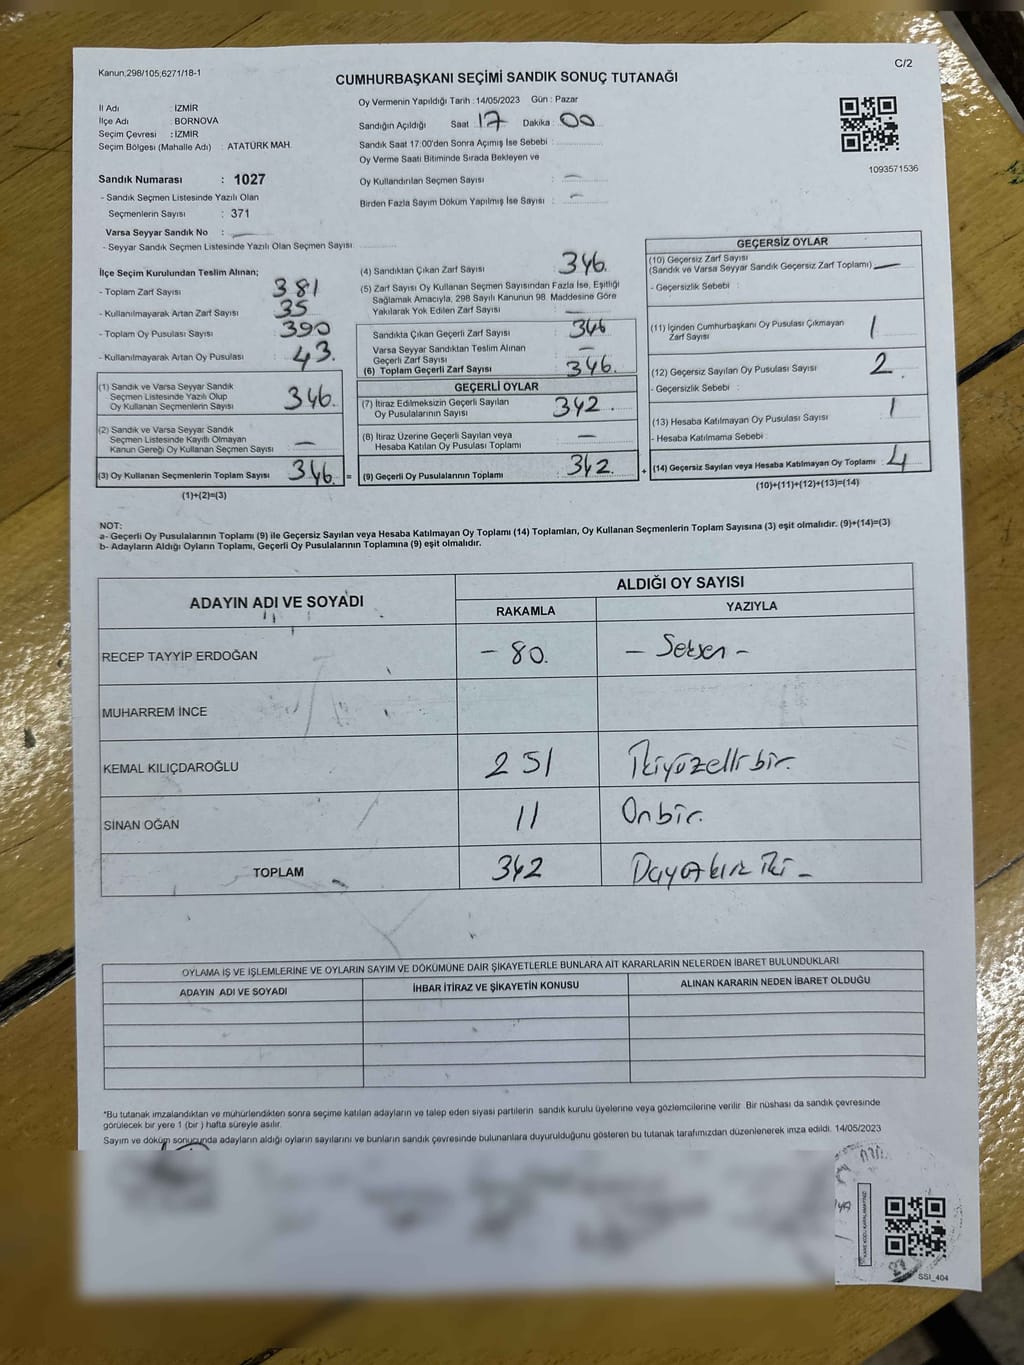 Kanun;298/105;6271/18-1
C/2
CUMHURBAŞKANI SEÇİMİ SANDIK SONUÇ TUTANAĞI
İl Adı : İZMİR
İlçe Adı : BORNOVA
Seçim Çevresi : İZMİR
Seçim Bölgesi (Mahalle Adı) : ATATÜRK MAH.
Sandık Numarası : 1027
- Sandık Seçmen Listesinde Yazılı Olan
Seçmenlerin Sayısı : 371
Varsa Seyyar Sandık No : —
- Seyyar Sandık Seçmen Listesinde Yazılı Olan Seçmen Sayısı
Oy Vermenin Yapıldığı Tarih : 14/05/2023 Gün : Pazar
Sandığın Açıldığı Saat : 17 Dakika : 00
Sandık Saat 17:00'den Sonra Açımış İse Sebebi :
Oy Verme Saati Bitiminde Sırada Bekleyen ve
Oy Kullandırılan Seçmen Sayısı : —
Birden Fazla Sayım Döküm Yapılmış İse Sayısı : —
1093571536
İlçe Seçim Kurulundan Teslim Alınan;
- Toplam Zarf Sayısı : 381
- Kullanılmayarak Artan Zarf Sayısı : 35
- Toplam Oy Pusulası Sayısı : 390
- Kullanılmayarak Artan Oy Pusulası : 43.
(1) Sandık ve Varsa Seyyar Sandık
Seçmen Listesinde Yazılı Olup
Oy Kullanan Seçmenlerin Sayısı 346.
(2) Sandık ve Varsa Seyyar Sandık
Seçmen Listesinde Kayıtlı Olmayan
Kanun Gereği Oy Kullanan Seçmen Sayısı —
(3) Oy Kullanan Seçmenlerin Toplam Sayısı 346. =
(1)+(2)=(3)
(4) Sandıktan Çıkan Zarf Sayısı : 346.
(5) Zarf Sayısı Oy Kullanan Seçmen Sayısından Fazla İse, Eşitliği
Sağlamak Amacıyla, 298 Sayılı Kanunun 98. Maddesine Göre
Yakılarak Yok Edilen Zarf Sayısı : —
Sandıkta Çıkan Geçerli Zarf Sayısı : 346
Varsa Seyyar Sandıktan Teslim Alınan
Geçerli Zarf Sayısı : —
(6) Toplam Geçerli Zarf Sayısı : 346.
GEÇERLİ OYLAR
(7) İtiraz Edilmeksizin Geçerli Sayılan
Oy Pusulalarının Sayısı 342.
(8) İtiraz Üzerine Geçerli Sayılan veya
Hesaba Katılan Oy Pusulası Toplamı —
(9) Geçerli Oy Pusulalarının Toplamı 342. +
GEÇERSİZ OYLAR
(10) Geçersiz Zarf Sayısı
(Sandık ve Varsa Seyyar Sandık Geçersiz Zarf Toplamı) —
- Geçersizlik Sebebi :
(11) İçinden Cumhurbaşkanı Oy Pusulası Çıkmayan
Zarf Sayısı 1
(12) Geçersiz Sayılan Oy Pusulası Sayısı 2
- Geçersizlik Sebebi :
(13) Hesaba Katılmayan Oy Pusulası Sayısı 1
- Hesaba Katılmama Sebebi :
(14) Geçersiz Sayılan veya Hesaba Katılmayan Oy Toplamı 4
(10)+(11)+(12)+(13)=(14)
NOT:
a- Geçerli Oy Pusulalarının Toplamı (9) ile Geçersiz Sayılan veya Hesaba Katılmayan Oy Toplamı (14) Toplamları, Oy Kullanan Seçmenlerin Toplam Sayısına (3) eşit olmalıdır. (9)+(14)=(3)
b- Adayların Aldığı Oyların Toplamı, Geçerli Oy Pusulalarının Toplamına (9) eşit olmalıdır.
ADAYIN ADI VE SOYADI ALDIĞI OY SAYISI
RAKAMLA YAZIYLA
RECEP TAYYİP ERDOĞAN - 80. - Seksen -
MUHARREM İNCE
KEMAL KILIÇDAROĞLU 251 İkiyüzellibir.
SİNAN OĞAN 11 Onbir.
TOPLAM 342
OYLAMA İŞ VE İŞLEMLERİNE VE OYLARIN SAYIM VE DÖKÜMÜNE DAİR ŞİKAYETLERLE BUNLARA AİT KARARLARIN NELERDEN İBARET BULUNDUKLARI
ADAYIN ADI VE SOYADI İHBAR İTİRAZ VE ŞİKAYETİN KONUSU ALINAN KARARIN NEDEN İBARET OLDUĞU
*Bu tutanak imzalandıktan ve mühürlendikten sonra seçime katılan adayların ve talep eden siyasi partilerin sandık kurulu üyelerine veya gözlemcilerine verilir. Bir nüshası da sandık çevresinde
görülecek bir yere 1 (bir ) hafta süreyle asılır.
Sayım ve döküm sonucunda adayların aldığı oyların sayılarını ve bunların sandık çevresinde bulunanlara duyurulduğunu gösteren bu tutanak tarafımızdan düzenlenerek imza edildi. 14/05/2023
KARE KODU KARALAMAYINIZ
SSI_404